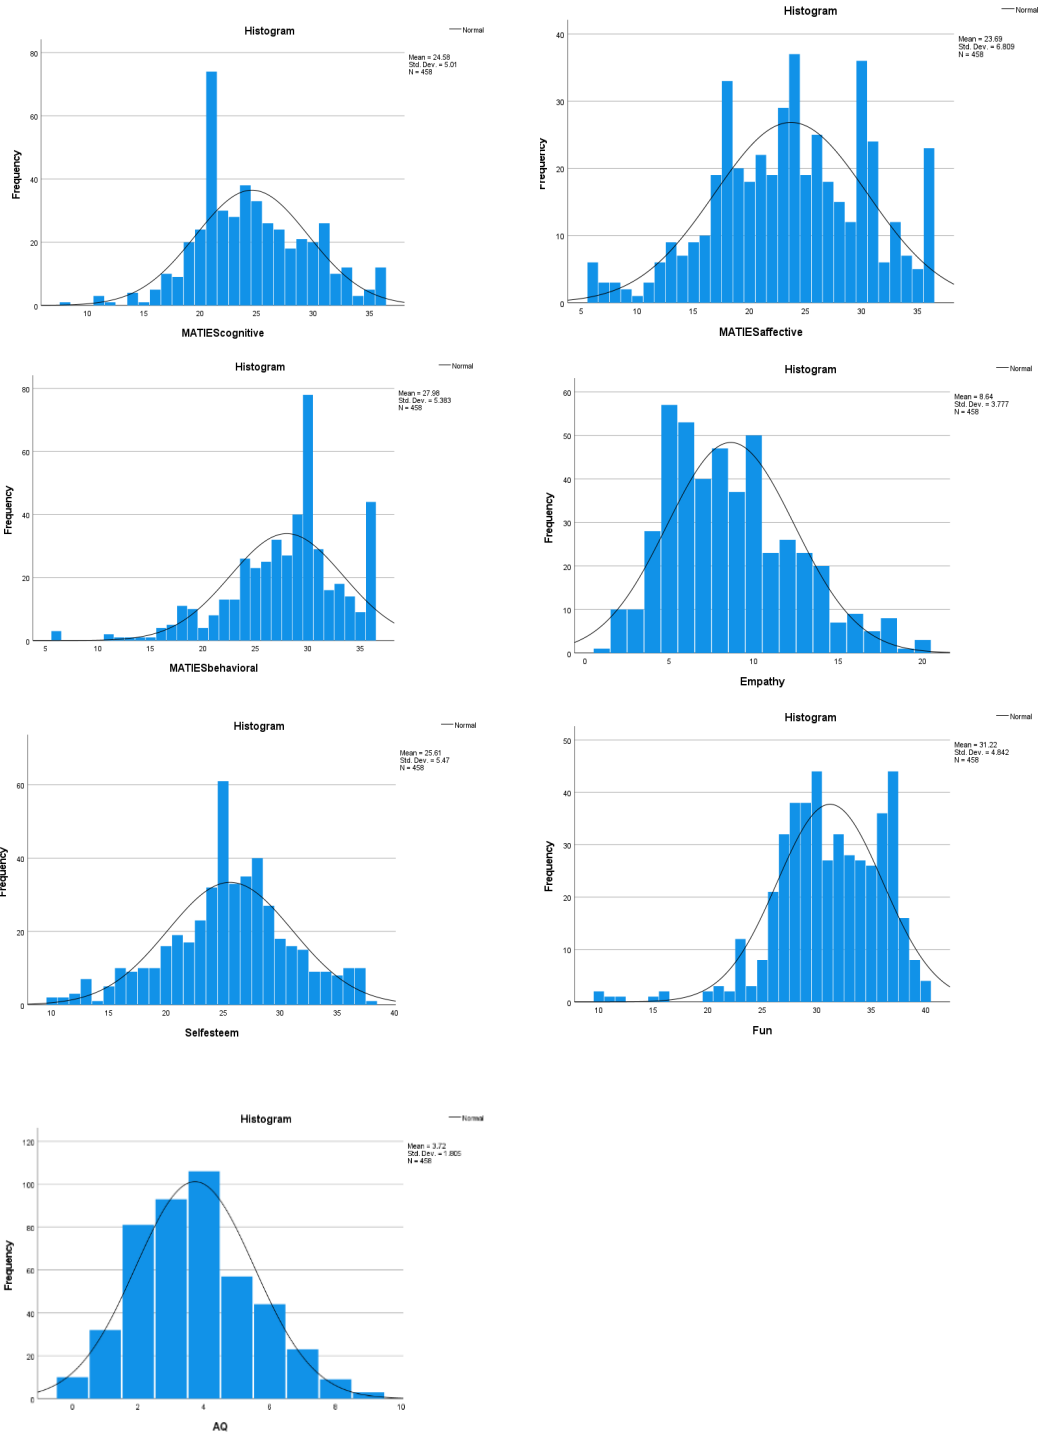 Histogram
Normal
Mean = 24.58
Std. Dev. = 5.01
N = 458
80
60
40
20
0
10 15 20 25 30 35
Frequency
MATIEScognitive
Histogram
Normal
Mean = 23.69
Std. Dev. = 6.809
N = 458
40
30
20
10
0
5 10 15 20 25 30 35
Frequency
MATIESaffective
Histogram
Normal
Mean = 27.98
Std. Dev. = 5.383
N = 458
80
60
40
20
0
5 10 15 20 25 30 35
Frequency
MATIESbehavioral
Histogram
Normal
Mean = 8.64
Std. Dev. = 3.777
N = 458
60
50
40
30
20
10
0
0 5 10 15 20
Frequency
Empathy
Histogram
Normal
Mean = 25.61
Std. Dev. = 5.47
N = 458
60
40
20
0
10 15 20 25 30 35 40
Frequency
Selfesteem
Histogram
Normal
Mean = 31.22
Std. Dev. = 4.842
N = 458
50
40
30
20
10
0
10 15 20 25 30 35 40
Frequency
Fun
Histogram
Normal
Mean = 3.72
Std. Dev. = 1.805
N = 458
120
100
80
60
40
20
0
0 2 4 6 8 10
Frequency
AQ